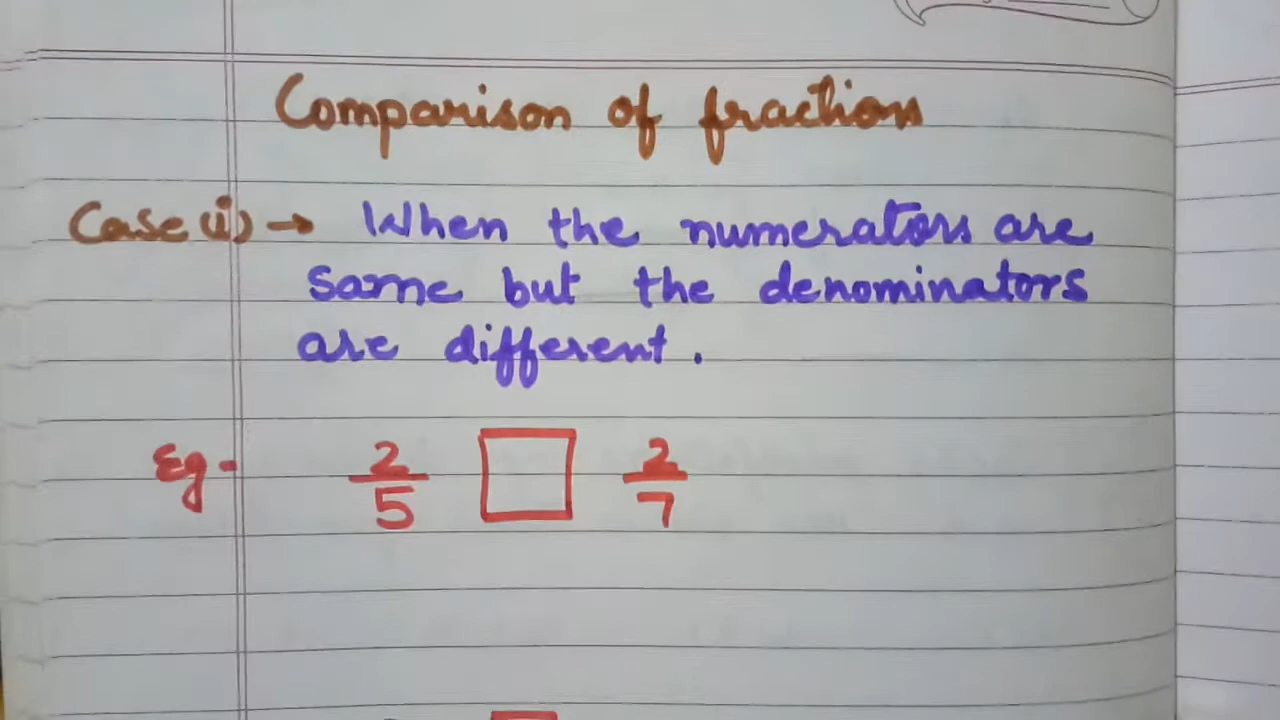 Comparison of fractions
Case (i) → When the numerators are
same but the denominators
are different.
Eg- 2/5 □ 2/7